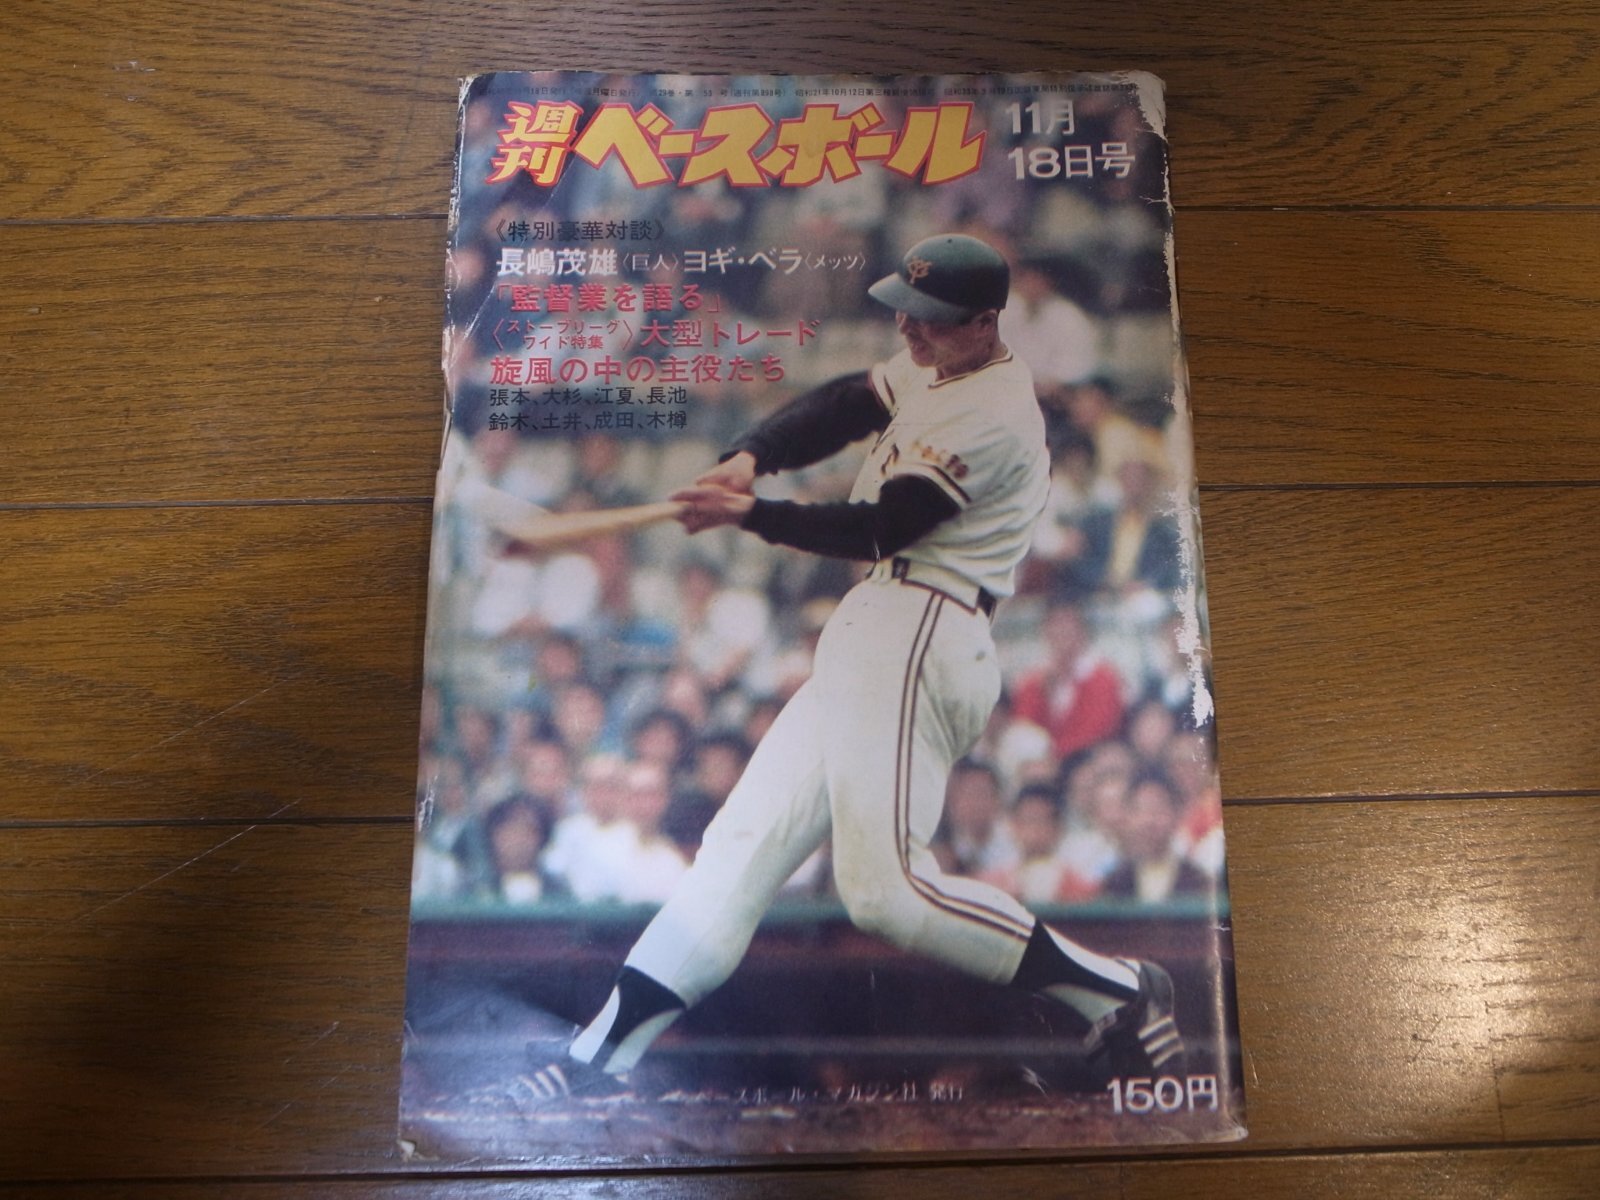 週刊ベースボール
11月
18日号
《特別豪華対談》
長嶋茂雄〈巨人〉ヨギ・ベラ〈メッツ〉
「監督業を語る」
〈ストーブリーグワイド特集〉大型トレード
旋風の中の主役たち
張本、大杉、江夏、長池
鈴木、土井、成田、木樽
ベースボール・マガジン社 発行
150円